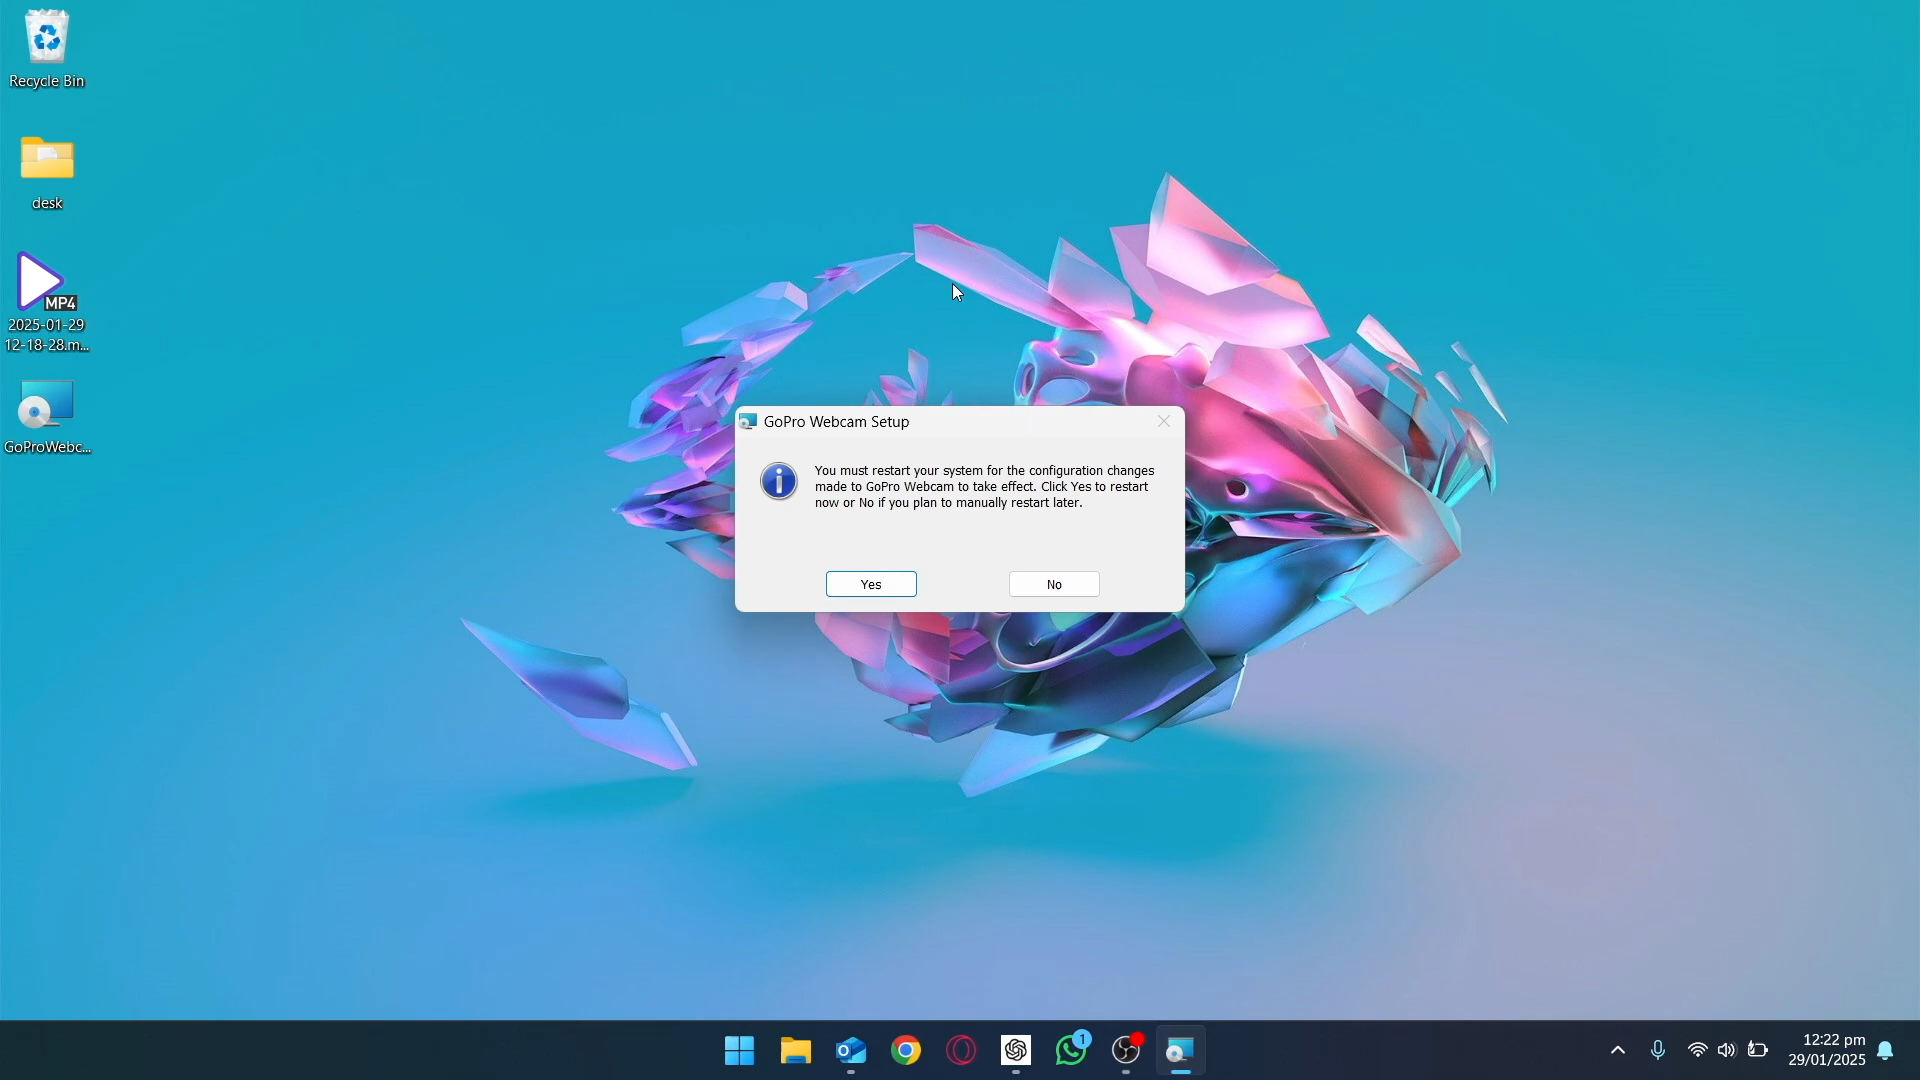 Recycle Bin
desk
MP4
2025-01-29
12-18-28.m...
GoProWebc...
GoPro Webcam Setup
You must restart your system for the configuration changes
made to GoPro Webcam to take effect. Click Yes to restart
now or No if you plan to manually restart later.
Yes
No
1
12:22 pm
29/01/2025